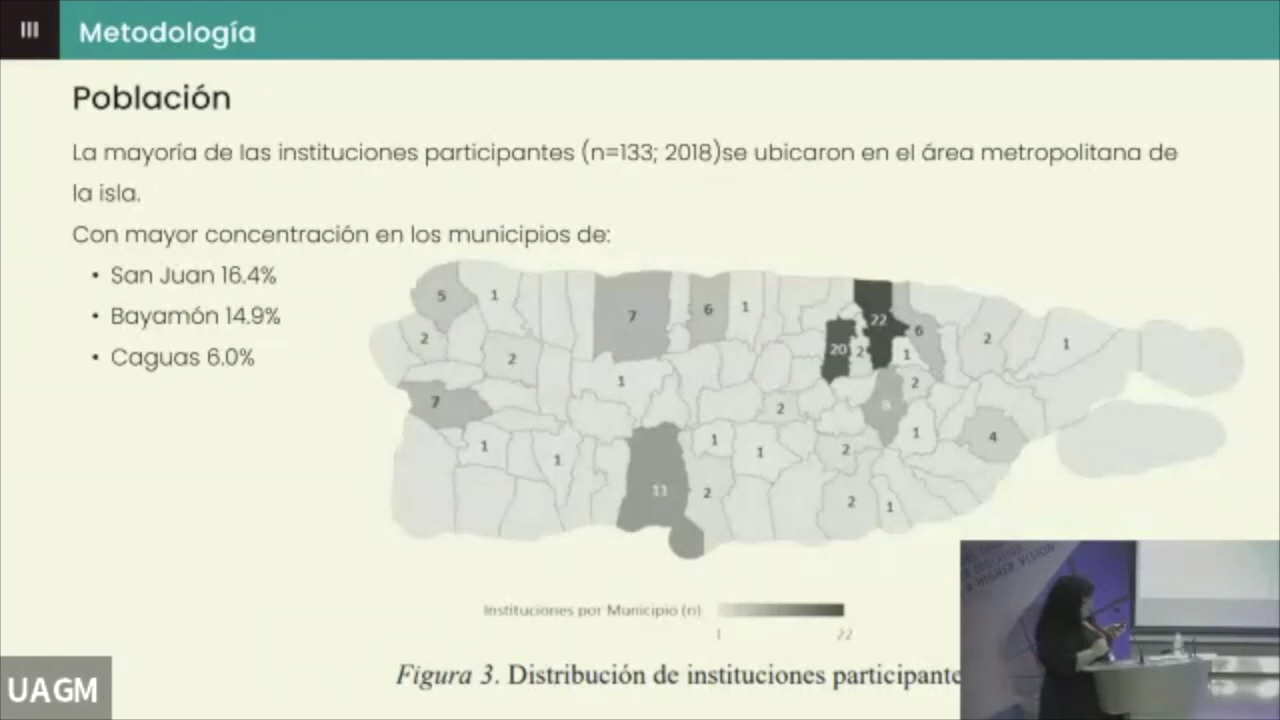 III
Metodología
Población
La mayoría de las instituciones participantes (n=133; 2018)se ubicaron en el área metropolitana de
la isla.
Con mayor concentración en los municipios de:
• San Juan 16.4%
• Bayamón 14.9%
• Caguas 6.0%
5
1
7
6
1
22
6
2
1
2
2
20
2
1
1
2
7
2
8
1
4
1
1
1
1
2
11
2
2
1
Instituciones por Municipio (n)
1
22
Figura 3. Distribución de instituciones participante
UAGM
& HIGHER VISION